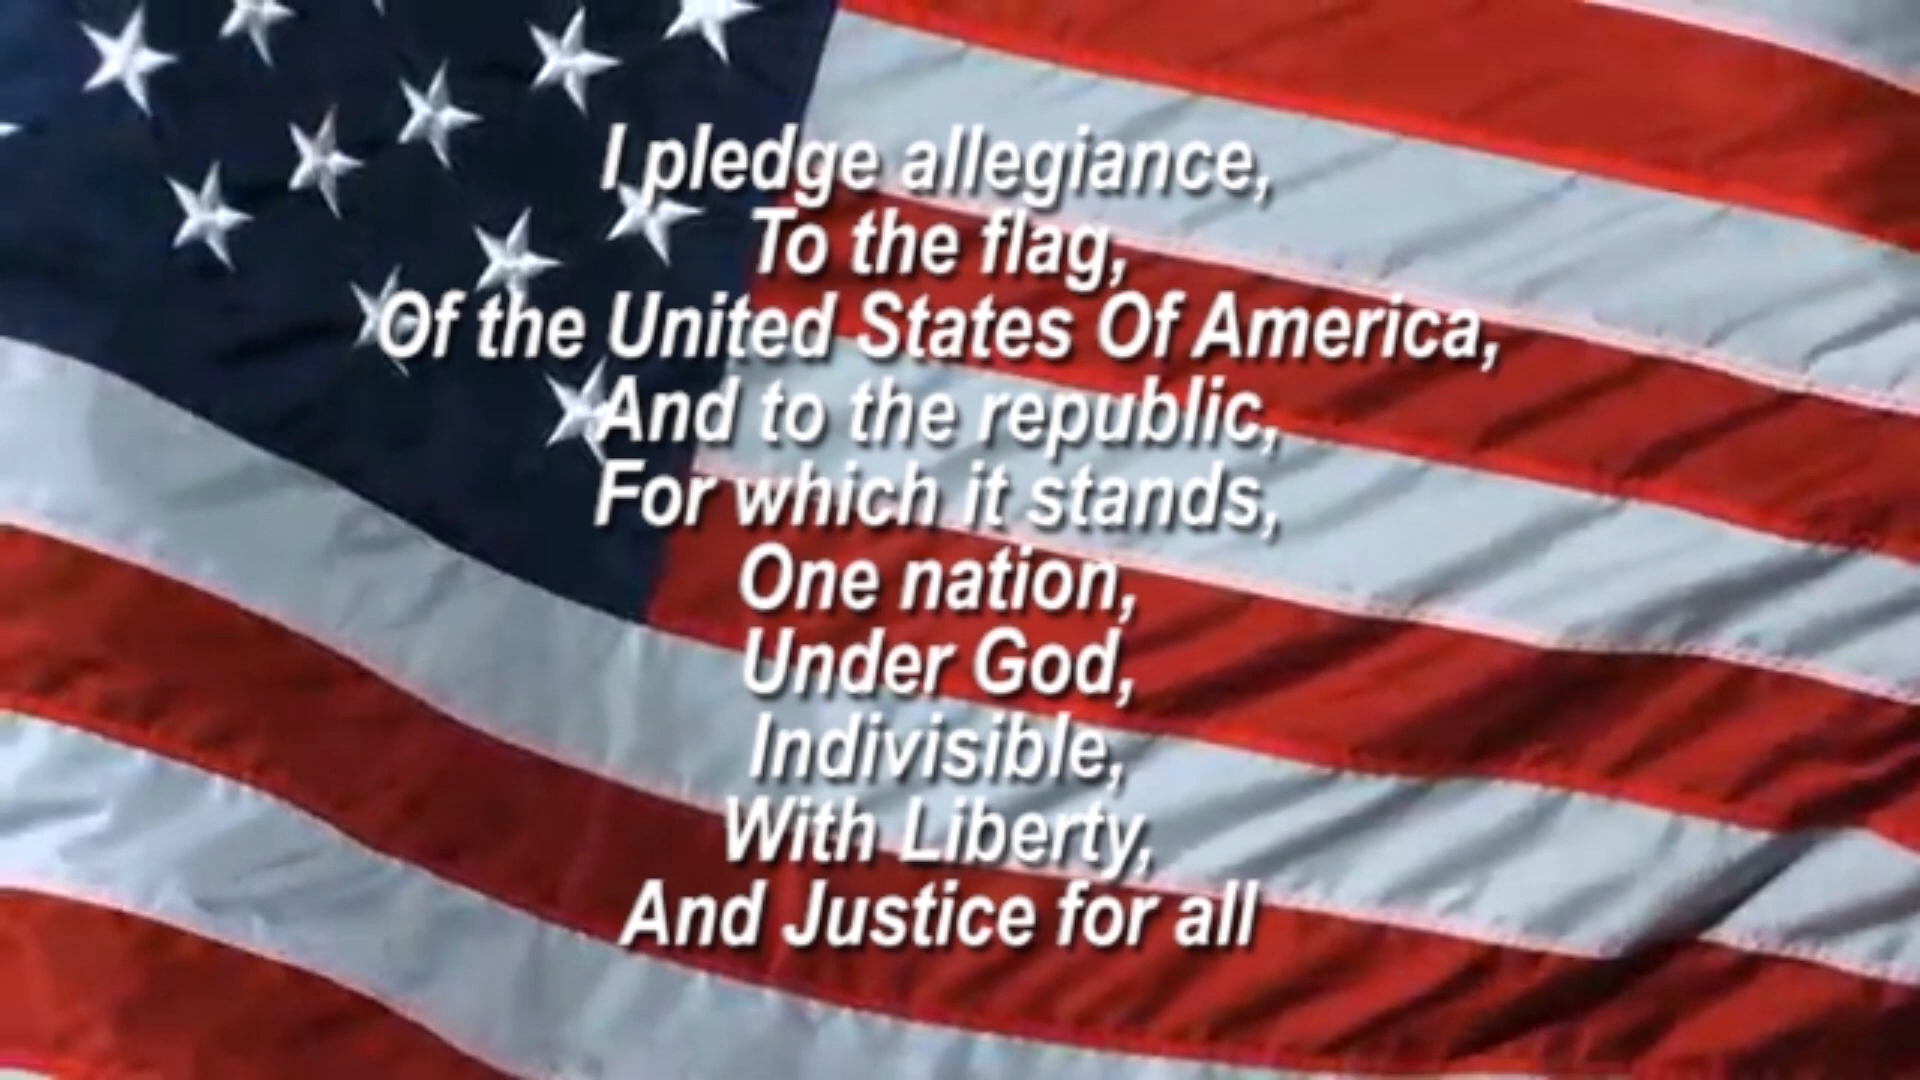 I pledge allegiance,
To the flag,
Of the United States Of America,
And to the republic,
For which it stands,
One nation,
Under God,
Indivisible,
With Liberty,
And Justice for all